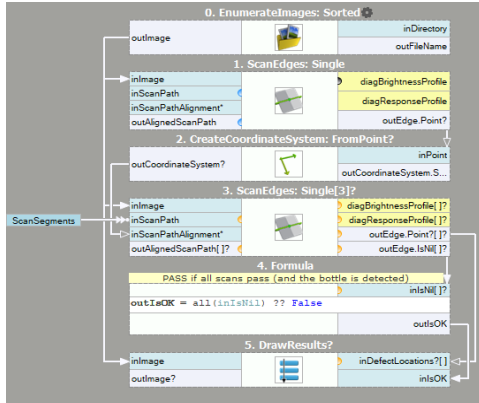 0. EnumerateImages: Sorted
outImage
inDirectory
outFileName
1. ScanEdges: Single
inImage
inScanPath
inScanPathAlignment*
outAlignedScanPath
diagBrightnessProfile
diagResponseProfile
outEdge.Point?
2. CreateCoordinateSystem: FromPoint?
outCoordinateSystem?
inPoint
outCoordinateSystem.S...
3. ScanEdges: Single[3]?
ScanSegments
inImage
inScanPath
inScanPathAlignment*
outAlignedScanPath[ ]?
diagBrightnessProfile[ ]?
diagResponseProfile[ ]?
outEdge.Point?[ ]?
outEdge.IsNil[ ]?
4. Formula
PASS if all scans pass (and the bottle is detected)
inIsNil[ ]?
outIsOK = all(inIsNil) ?? False
outIsOK
5. DrawResults?
inImage
outImage?
inDefectLocations?[ ]
inIsOK